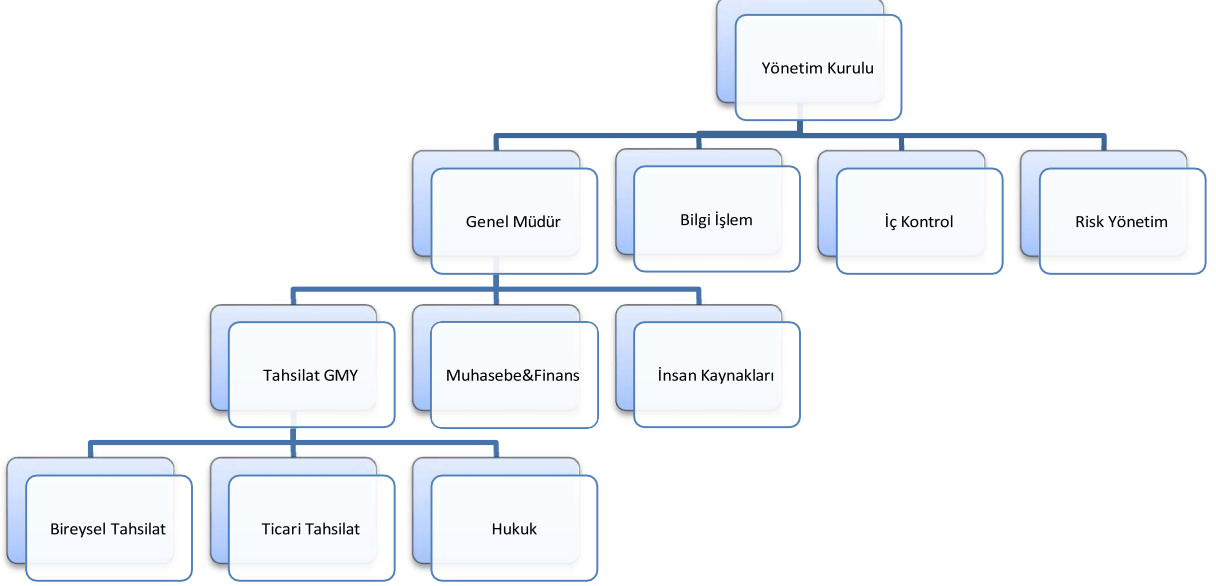 Yönetim Kurulu
Genel Müdür
Bilgi İşlem
İç Kontrol
Risk Yönetim
Tahsilat GMY
Muhasebe&Finans
İnsan Kaynakları
Bireysel Tahsilat
Ticari Tahsilat
Hukuk